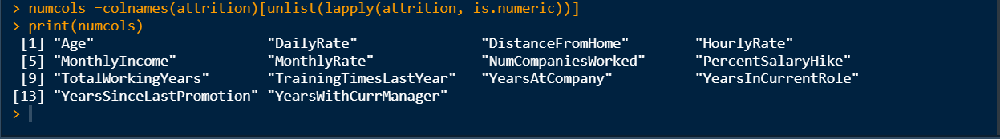 > numcols =colnames(attrition)[unlist(lapply(attrition, is.numeric))]
> print(numcols)
 [1] "Age"                     "DailyRate"               "DistanceFromHome"        "HourlyRate"
 [5] "MonthlyIncome"           "MonthlyRate"             "NumCompaniesWorked"      "PercentSalaryHike"
 [9] "TotalWorkingYears"       "TrainingTimesLastYear"   "YearsAtCompany"          "YearsInCurrentRole"
[13] "YearsSinceLastPromotion" "YearsWithCurrManager"
>